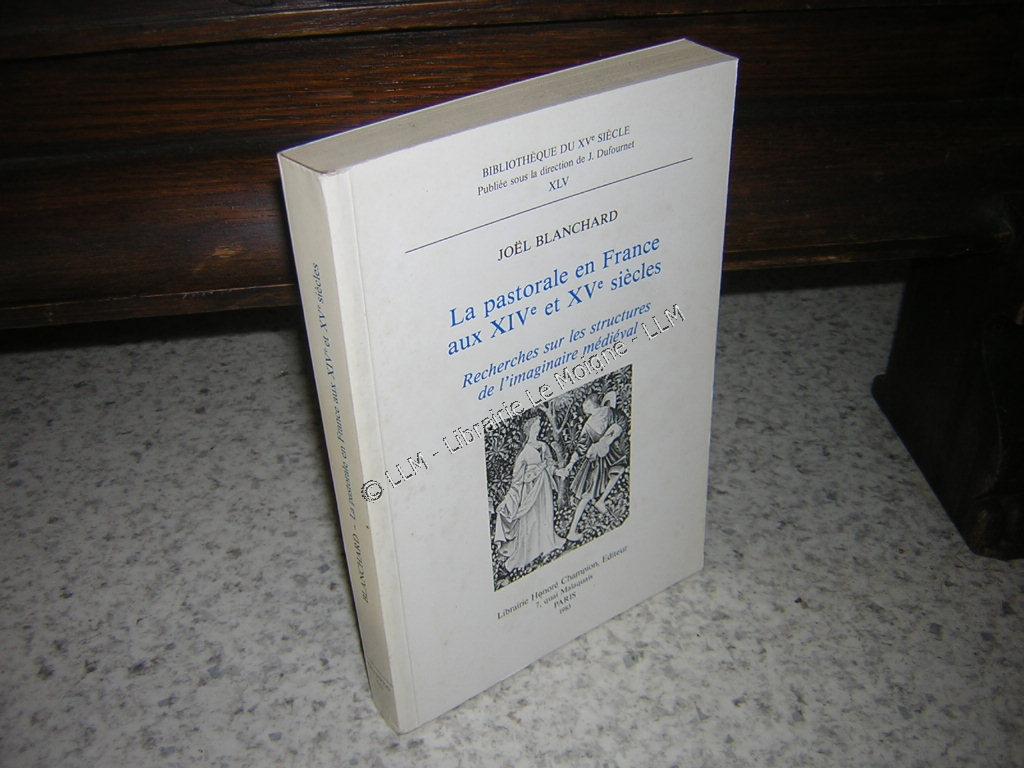 BIBLIOTHÈQUE DU XVe SIÈCLE
Publiée sous la direction de J. Dufournet
XLV
JOËL BLANCHARD
La pastorale en France
aux XIVe et XVe siècles
Recherches sur les structures
de l'imaginaire médiéval
© LLM - Librairie Le Moigne - LLM
Librairie Honoré Champion, Editeur
7, quai Malaquais
PARIS
1983
BLANCHARD - La pastorale en France aux XIVe et XVe siècles